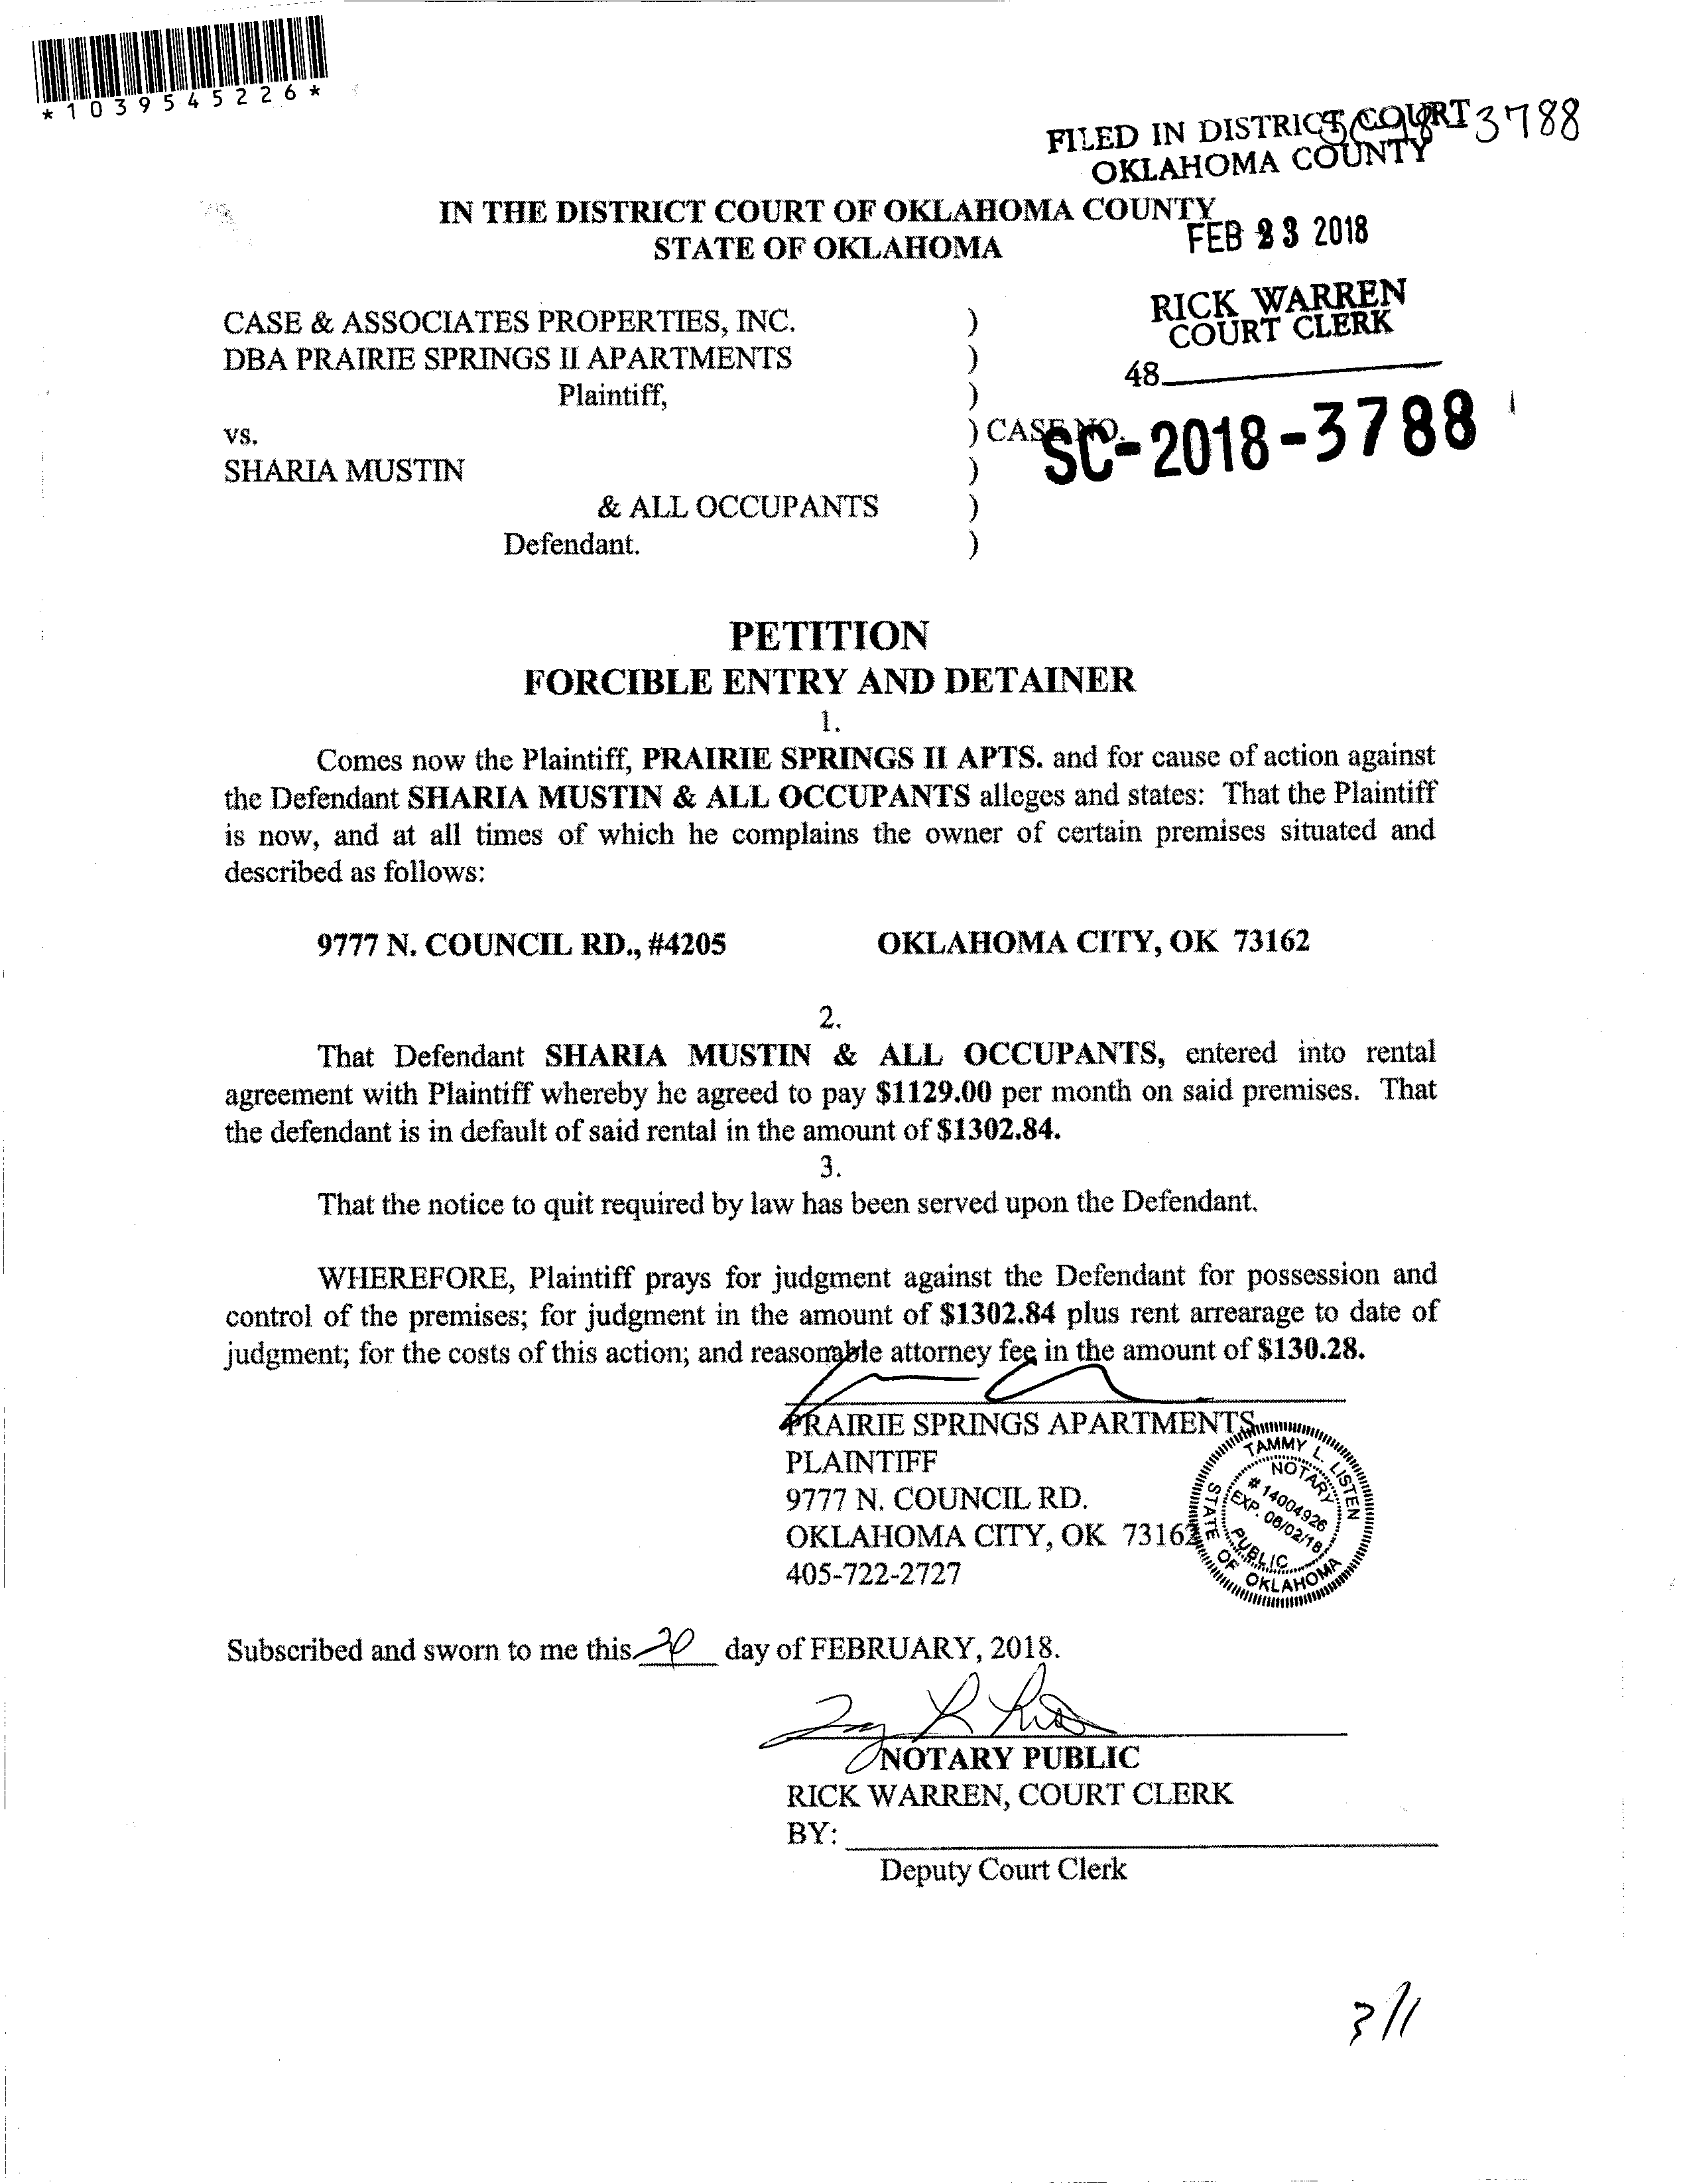 *1039545226*
FILED IN DISTRICT COURT
OKLAHOMA COUNTY
3788
IN THE DISTRICT COURT OF OKLAHOMA COUNTY
STATE OF OKLAHOMA
FEB 23 2018
RICK WARREN
COURT CLERK
48
CASE & ASSOCIATES PROPERTIES, INC. )
DBA PRAIRIE SPRINGS II APARTMENTS )
Plaintiff, )
vs. ) CASE NO. SC-2018-3788
SHARIA MUSTIN )
& ALL OCCUPANTS )
Defendant. )
PETITION
FORCIBLE ENTRY AND DETAINER
1.
Comes now the Plaintiff, PRAIRIE SPRINGS II APTS. and for cause of action against
the Defendant SHARIA MUSTIN & ALL OCCUPANTS alleges and states: That the Plaintiff
is now, and at all times of which he complains the owner of certain premises situated and
described as follows:
9777 N. COUNCIL RD., #4205 OKLAHOMA CITY, OK 73162
2.
That Defendant SHARIA MUSTIN & ALL OCCUPANTS, entered into rental
agreement with Plaintiff whereby he agreed to pay $1129.00 per month on said premises. That
the defendant is in default of said rental in the amount of $1302.84.
3.
That the notice to quit required by law has been served upon the Defendant.
WHEREFORE, Plaintiff prays for judgment against the Defendant for possession and
control of the premises; for judgment in the amount of $1302.84 plus rent arrearage to date of
judgment; for the costs of this action; and reasonable attorney fee in the amount of $130.28.
PRAIRIE SPRINGS APARTMENTS
PLAINTIFF
9777 N. COUNCIL RD.
OKLAHOMA CITY, OK 73162
405-722-2727
TAMMY L. LISTEN
NOTARY
# 14004926
EXP. 06/02/18
PUBLIC
STATE OF OKLAHOMA
Subscribed and sworn to me this 20 day of FEBRUARY, 2018.
NOTARY PUBLIC
RICK WARREN, COURT CLERK
BY:
Deputy Court Clerk
3/1